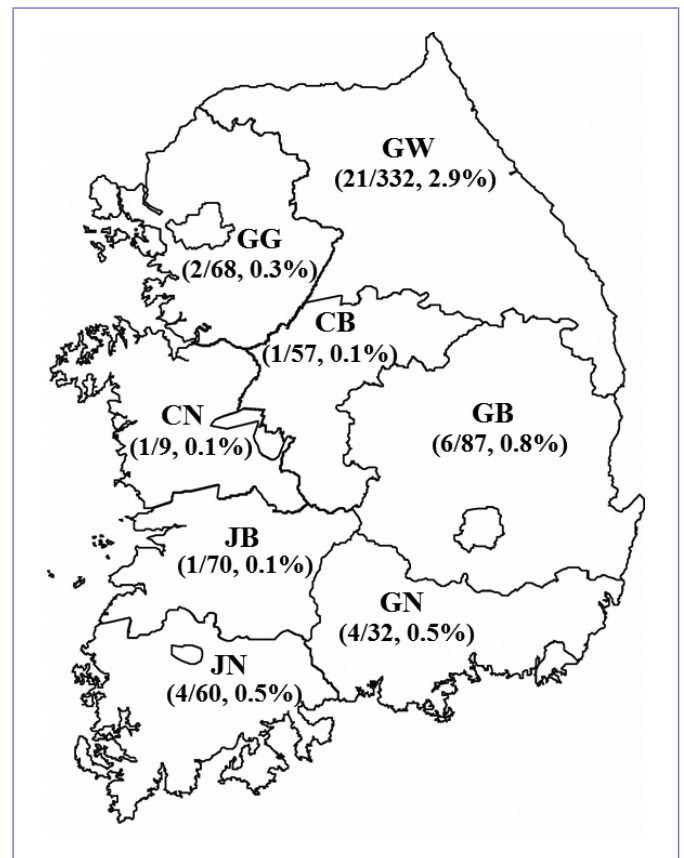 GW
(21/332, 2.9%)
GG
(2/68, 0.3%)
CB
(1/57, 0.1%)
CN
(1/9, 0.1%)
GB
(6/87, 0.8%)
JB
(1/70, 0.1%)
GN
(4/32, 0.5%)
JN
(4/60, 0.5%)